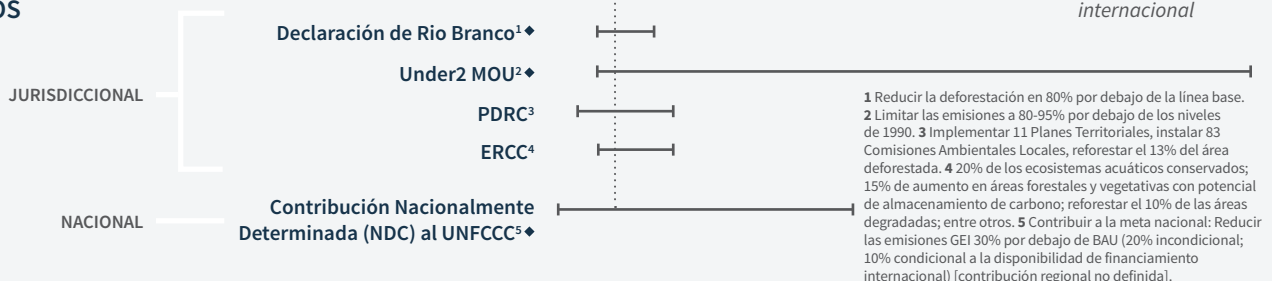 OS
internacional
Declaración de Rio Branco¹◆
Under2 MOU²◆
PDRC³
ERCC⁴
JURISDICCIONAL
Contribución Nacionalmente
Determinada (NDC) al UNFCCC⁵◆
NACIONAL
1 Reducir la deforestación en 80% por debajo de la línea base.
2 Limitar las emisiones a 80-95% por debajo de los niveles
de 1990. 3 Implementar 11 Planes Territoriales, instalar 83
Comisiones Ambientales Locales, reforestar el 13% del área
deforestada. 4 20% de los ecosistemas acuáticos conservados;
15% de aumento en áreas forestales y vegetativas con potencial
de almacenamiento de carbono; reforestar el 10% de las áreas
degradadas; entre otros. 5 Contribuir a la meta nacional: Reducir
las emisiones GEI 30% por debajo de BAU (20% incondicional;
10% condicional a la disponibilidad de financiamiento
internacional) [contribución regional no definida].